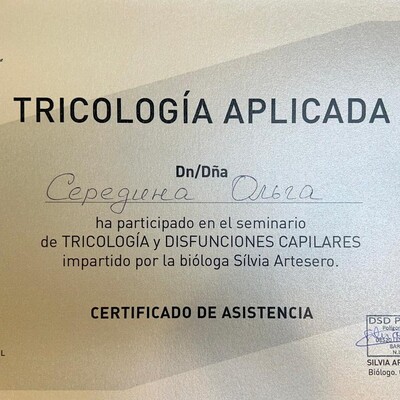 TRICOLOGÍA APLICADA
Dn/Dña
Середина Ольга
ha participado en el seminario
de TRICOLOGÍA y DISFUNCIONES CAPILARES
impartido por la bióloga Sílvia Artesero.
CERTIFICADO DE ASISTENCIA
DSD P
SILVIA AR
Biólogo.